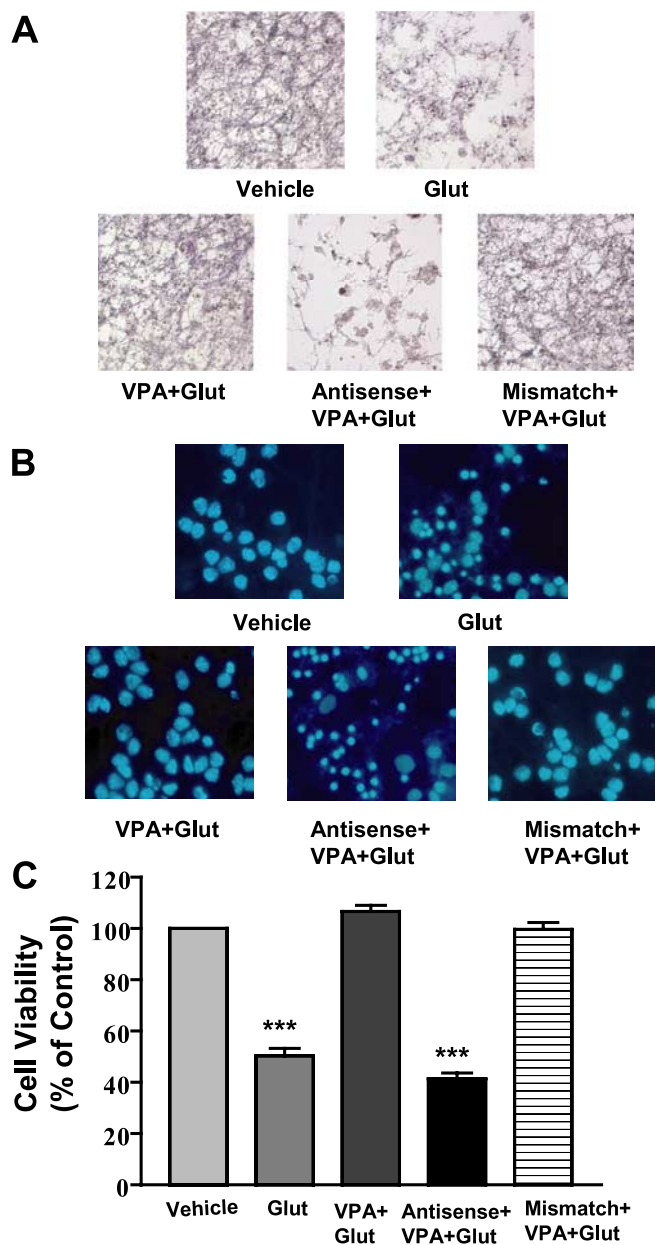 A
Vehicle
Glut
VPA+Glut
Antisense+
VPA+Glut
Mismatch+
VPA+Glut
B
Vehicle
Glut
VPA+Glut
Antisense+
VPA+Glut
Mismatch+
VPA+Glut
C
Cell Viability
(% of Control)
120
100
80
60
40
20
0
***
***
Vehicle
Glut
VPA+
Glut
Antisense+
VPA+Glut
Mismatch+
VPA+Glut